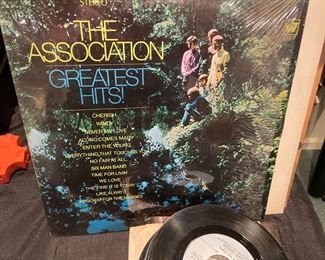 STEREO
THE
ASSOCIATION
GREATEST
HITS!
CHERISH
WINDY
NEVER MY LOVE
ALONG COMES MARY
ENTER THE YOUNG
EVERYTHING THAT TOUCHES YOU
NO FAIR AT ALL
SIX MAN BAND
TIME FOR LIVIN'
WE LOVE
THE TIME IT IS TODAY
LIKE ALWAYS
REQUIEM FOR THE MASSES